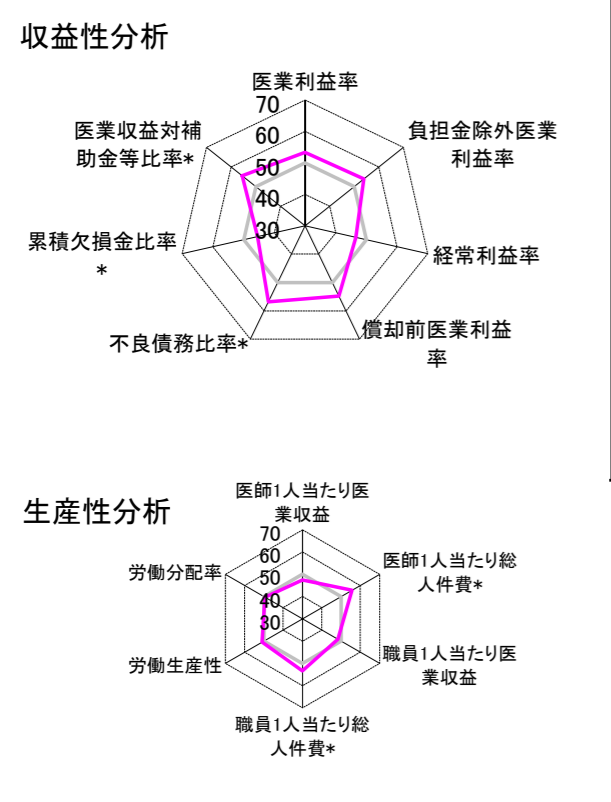 収益性分析
医業利益率
70
60
50
40
30
負担金除外医業
利益率
経常利益率
償却前医業利益
率
不良債務比率*
累積欠損金比率
*
医業収益対補
助金等比率*
生産性分析
医師1人当たり医
業収益
70
60
50
40
30
医師1人当たり総
人件費*
職員1人当たり医
業収益
職員1人当たり総
人件費*
労働生産性
労働分配率